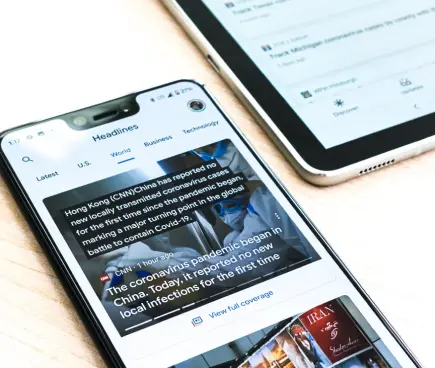 1:17
27%
Headlines
Latest
U.S.
World
Business
Technology
Hong Kong (CNN)China has reported no
new locally transmitted coronavirus cases
for the first time since the pandemic began,
marking a major turning point in the global
battle to contain Covid-19.
CNN · 1 hour ago
The coronavirus pandemic began in
China. Today, it reported no new
local infections for the first time
View full coverage
IRAN
Track Michigan coronavirus cases by county with
Discover